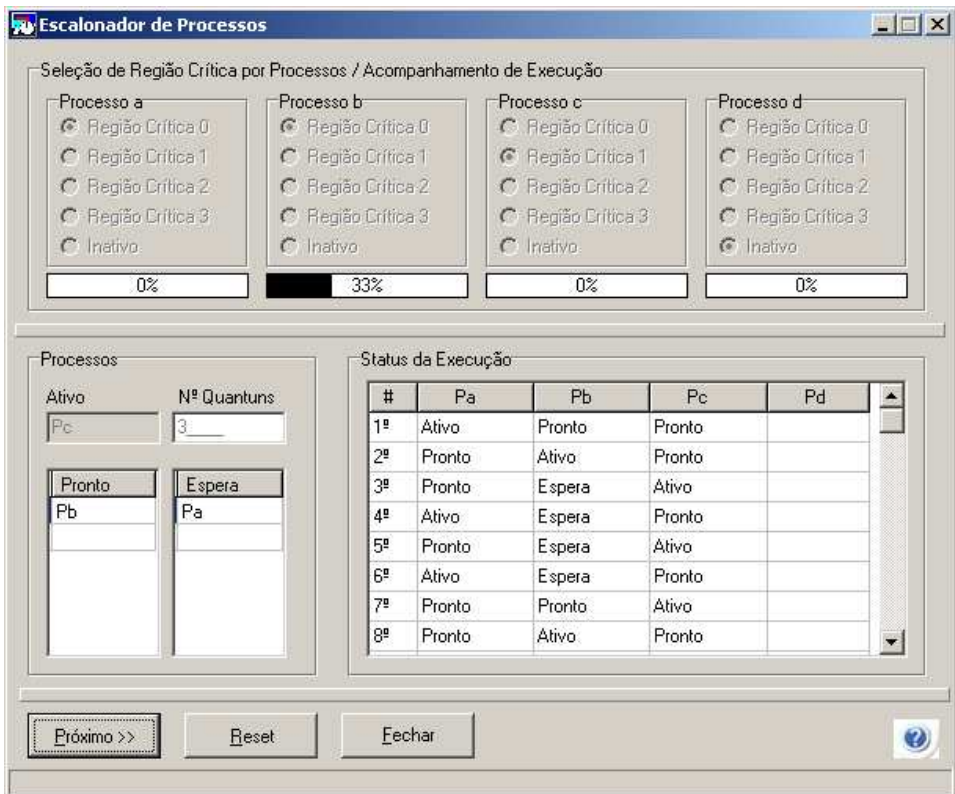 Escalonador de Processos
Seleção de Região Crítica por Processos / Acompanhamento de Execução
Processo a
Região Crítica 0
Região Crítica 1
Região Crítica 2
Região Crítica 3
Inativo
0%
Processo b
Região Crítica 0
Região Crítica 1
Região Crítica 2
Região Crítica 3
Inativo
33%
Processo c
Região Crítica 0
Região Crítica 1
Região Crítica 2
Região Crítica 3
Inativo
0%
Processo d
Região Crítica 0
Região Crítica 1
Região Crítica 2
Região Crítica 3
Inativo
0%
Processos
Ativo Nº Quantuns
Pc 3____
Pronto Espera
Pb Pa
Status da Execução
# Pa Pb Pc Pd
1º Ativo Pronto Pronto
2º Pronto Ativo Pronto
3º Pronto Espera Ativo
4º Ativo Espera Pronto
5º Pronto Espera Ativo
6º Ativo Espera Pronto
7º Pronto Pronto Ativo
8º Pronto Ativo Pronto
Próximo >> Reset Fechar
?